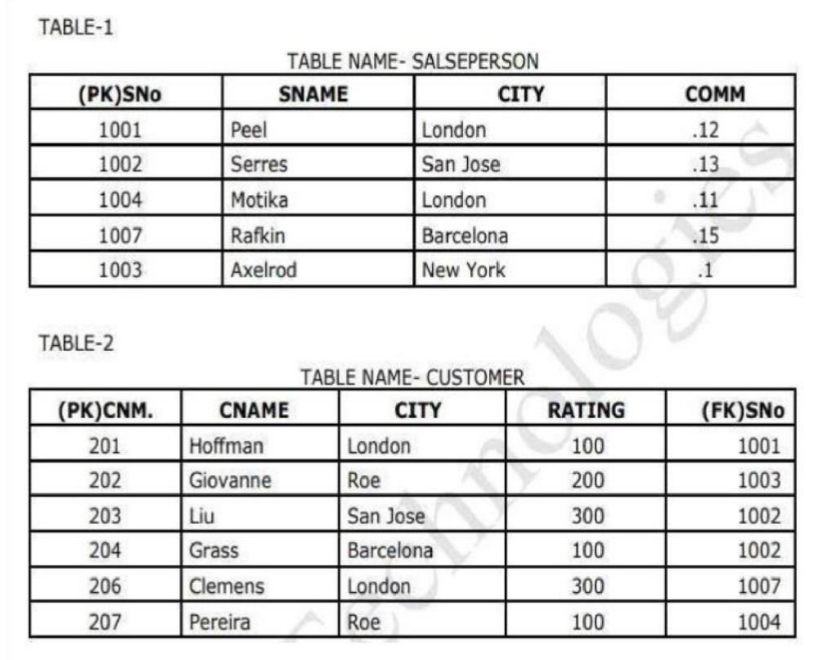 TABLE-1
TABLE NAME- SALSEPERSON
(PK)SNo SNAME CITY COMM
1001 Peel London .12
1002 Serres San Jose .13
1004 Motika London .11
1007 Rafkin Barcelona .15
1003 Axelrod New York .1
TABLE-2
TABLE NAME- CUSTOMER
(PK)CNM. CNAME CITY RATING (FK)SNo
201 Hoffman London 100 1001
202 Giovanne Roe 200 1003
203 Liu San Jose 300 1002
204 Grass Barcelona 100 1002
206 Clemens London 300 1007
207 Pereira Roe 100 1004
Technologies